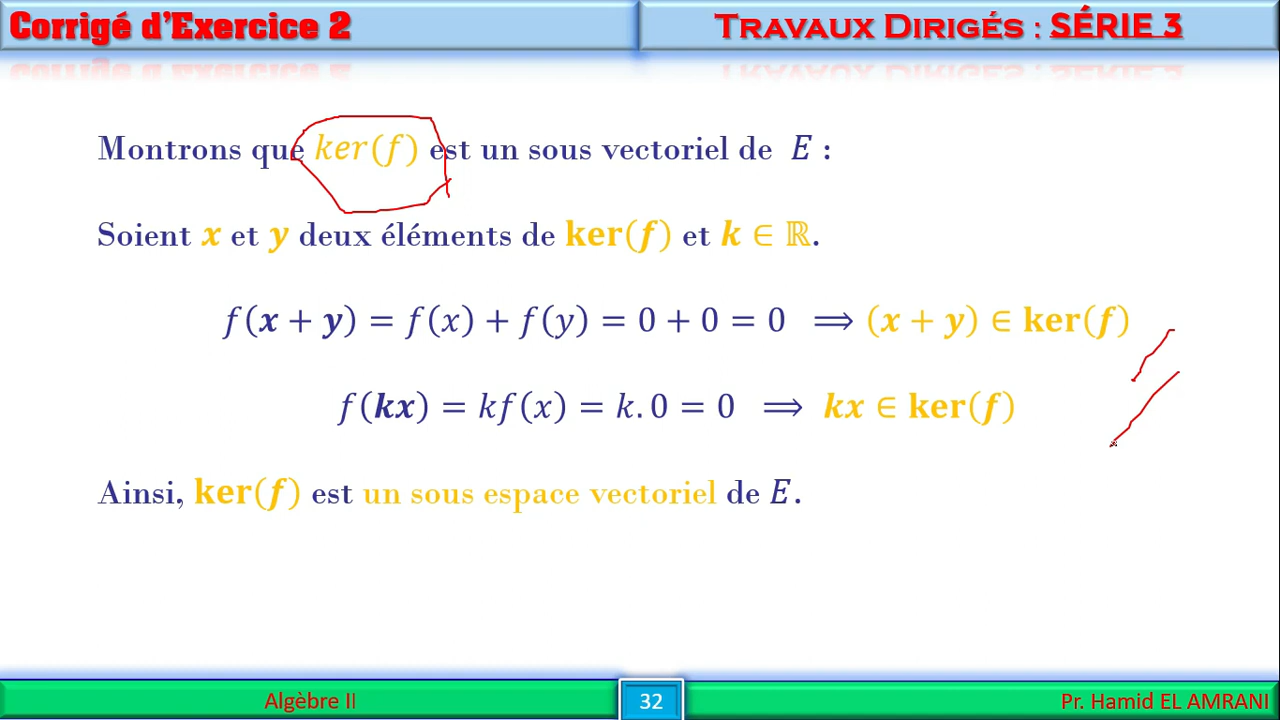 Corrigé d'Exercice 2
TRAVAUX DIRIGÉS : SÉRIE 3
Montrons que ker(f) est un sous vectoriel de E :
Soient x et y deux éléments de ker(f) et k ∈ ℝ.
f(x + y) = f(x) + f(y) = 0 + 0 = 0 ⟹ (x + y) ∈ ker(f)
f(kx) = kf(x) = k. 0 = 0 ⟹ kx ∈ ker(f)
Ainsi, ker(f) est un sous espace vectoriel de E.
Algèbre II
32
Pr. Hamid EL AMRANI